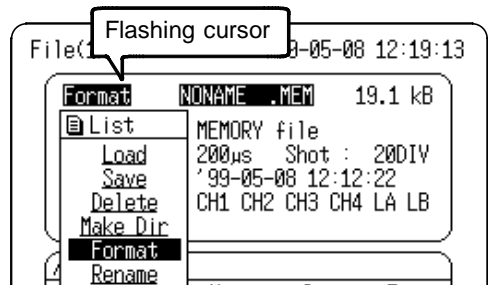 Flashing cursor
File(
-05-08 12:19:13
Format NONAME .MEM 19.1 kB
List
MEMORY file
Load
200µs Shot : 20DIV
Save
'99-05-08 12:12:22
Delete
CH1 CH2 CH3 CH4 LA LB
Make Dir
Format
Rename